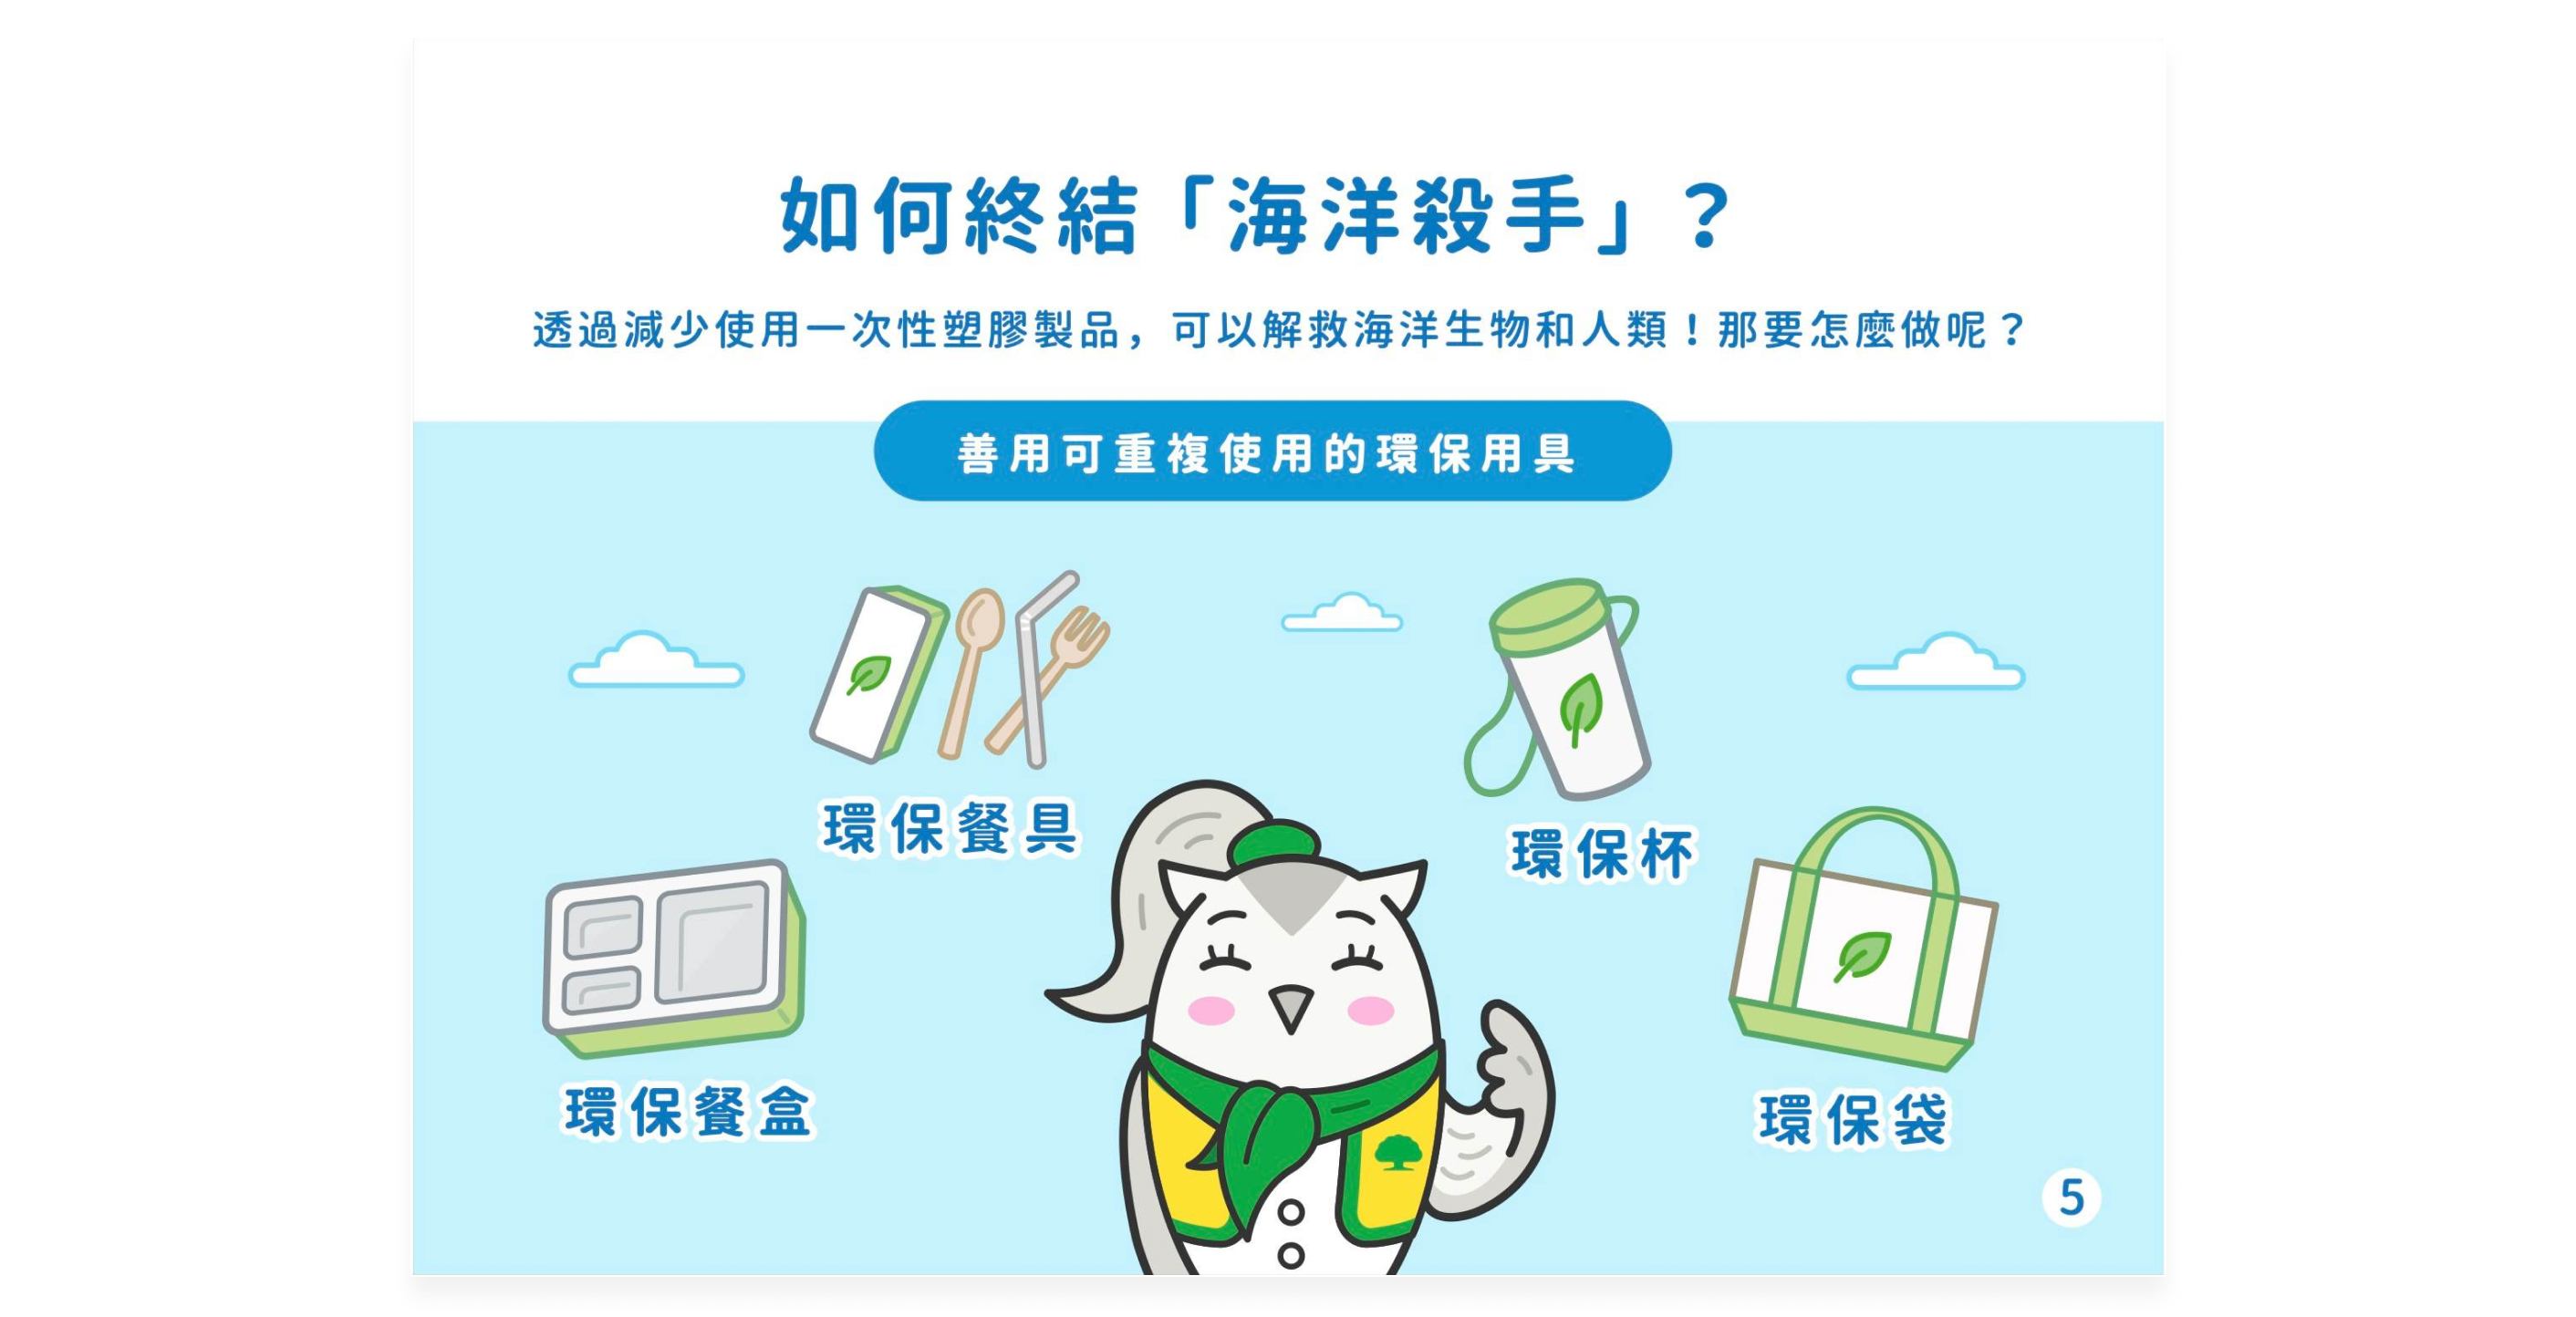 如何終結「海洋殺手」?
透過減少使用一次性塑膠製品，可以解救海洋生物和人類！那要怎麼做呢？
善用可重複使用的環保用具
環保餐具
環保杯
環保餐盒
環保袋
5